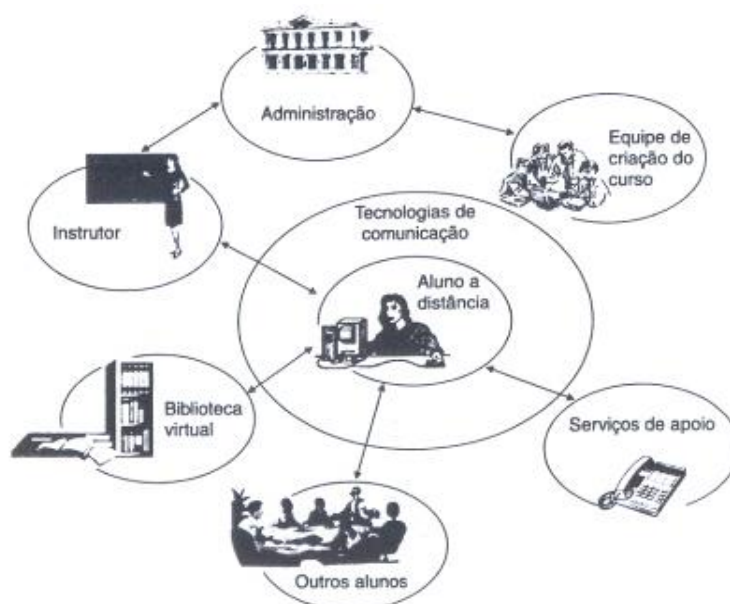 Administração
Equipe de
criação do
curso
Tecnologias de
comunicação
Instrutor
Aluno a
distância
Biblioteca
virtual
Serviços de apoio
Outros alunos